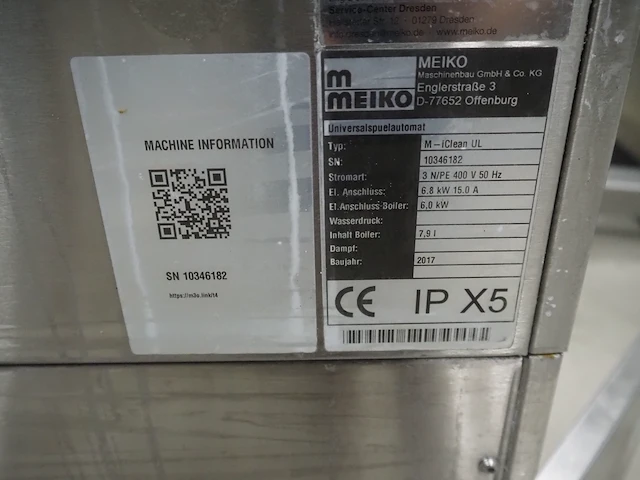 Service-Center Dresden
01279 Dresden
www.meiko.de
m
MEIKO
MEIKO
Maschinenbau GmbH & Co. KG
Englerstraße 3
D-77652 Offenburg
MACHINE INFORMATION
SN 10346182
https://m3o.link/t4
Universalspuelautomat
Typ: M-iClean UL
SN: 10346182
Stromart: 3 N/PE 400 V 50 Hz
El. Anschluss: 6.8 kW 15.0 A
El.Anschluss Boiler: 6,0 kW
Wasserdruck:
Inhalt Boiler: 7,9 l
Dampf:
Baujahr: 2017
CE IP X5